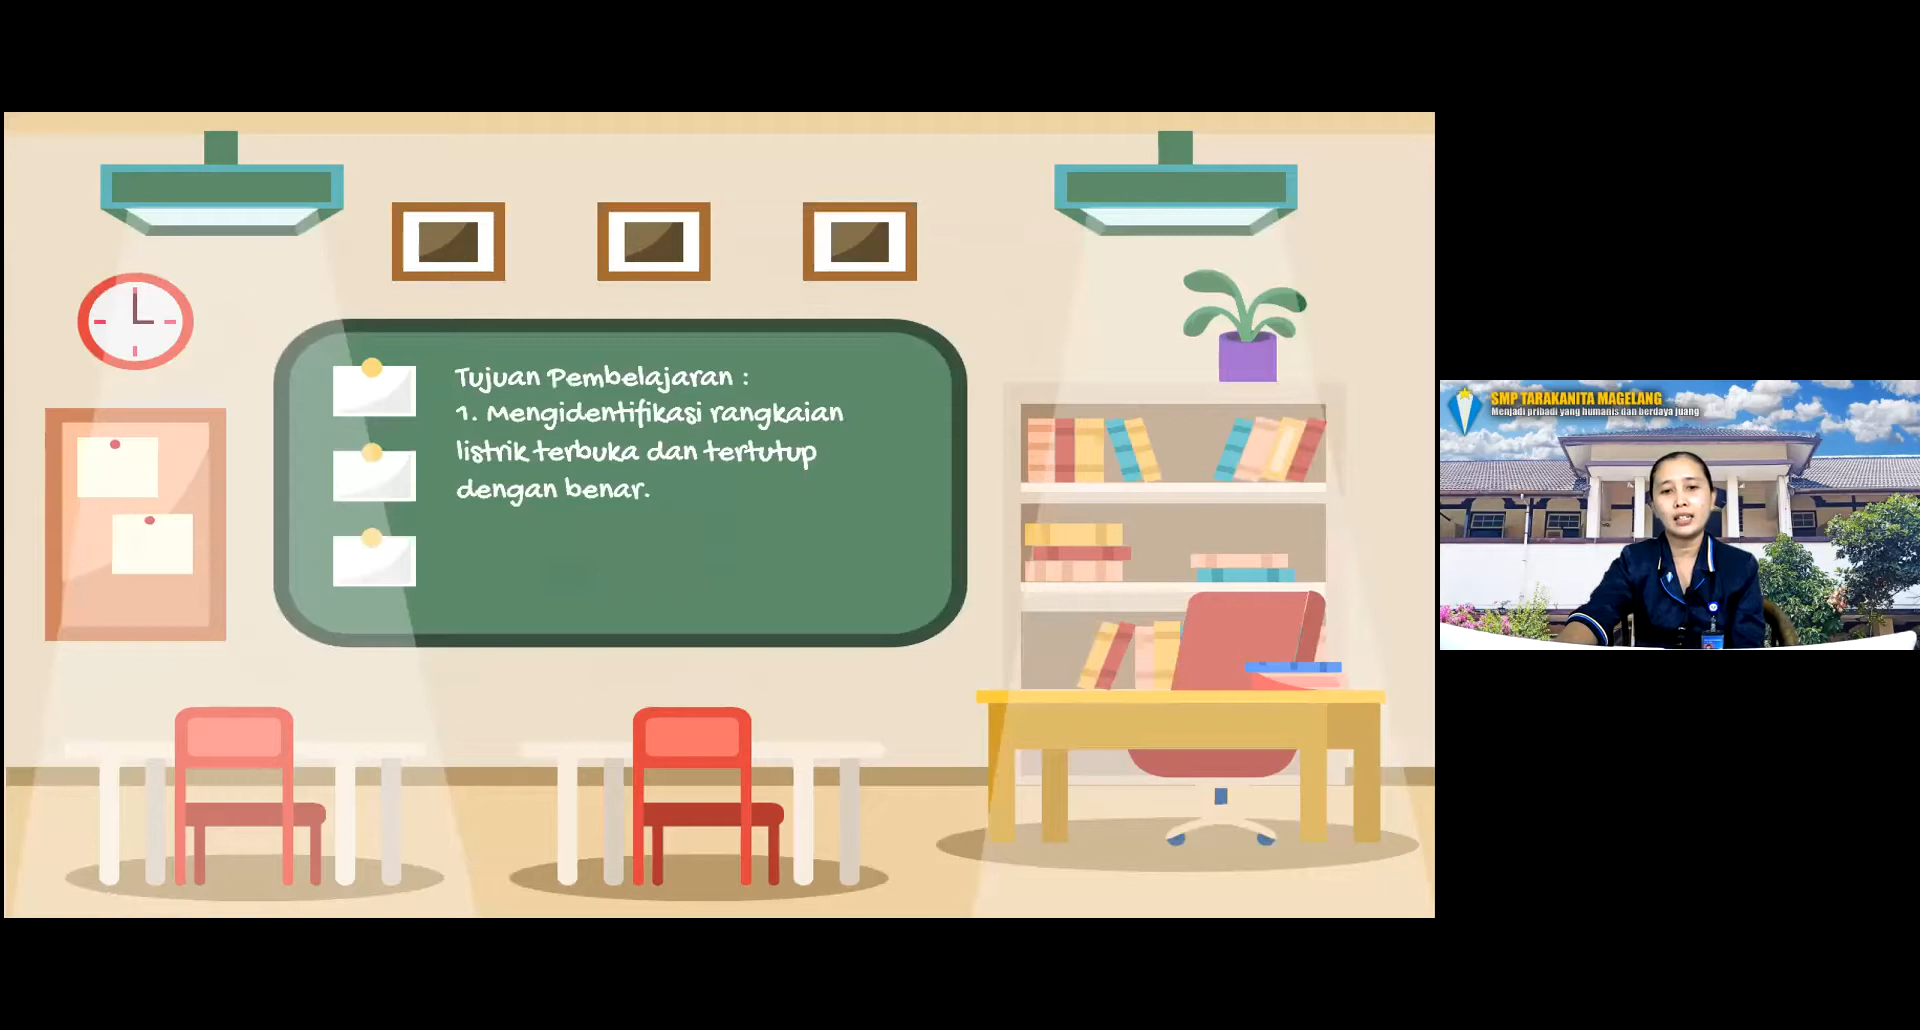 Tujuan Pembelajaran :
1. Mengidentifikasi rangkaian
listrik terbuka dan tertutup
dengan benar.
SMP TARAKANITA MAGELANG
Menjadi pribadi yang humanis dan berdaya juang